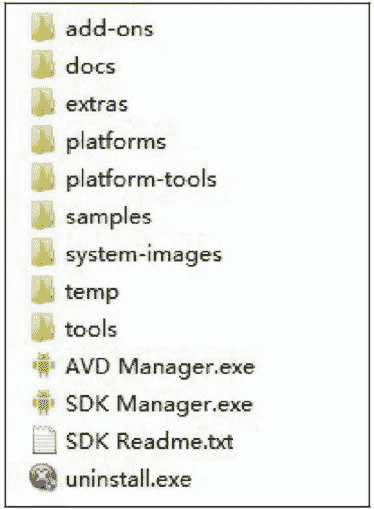 add-ons
docs
extras
platforms
platform-tools
samples
system-images
temp
tools
AVD Manager.exe
SDK Manager.exe
SDK Readme.txt
uninstall.exe